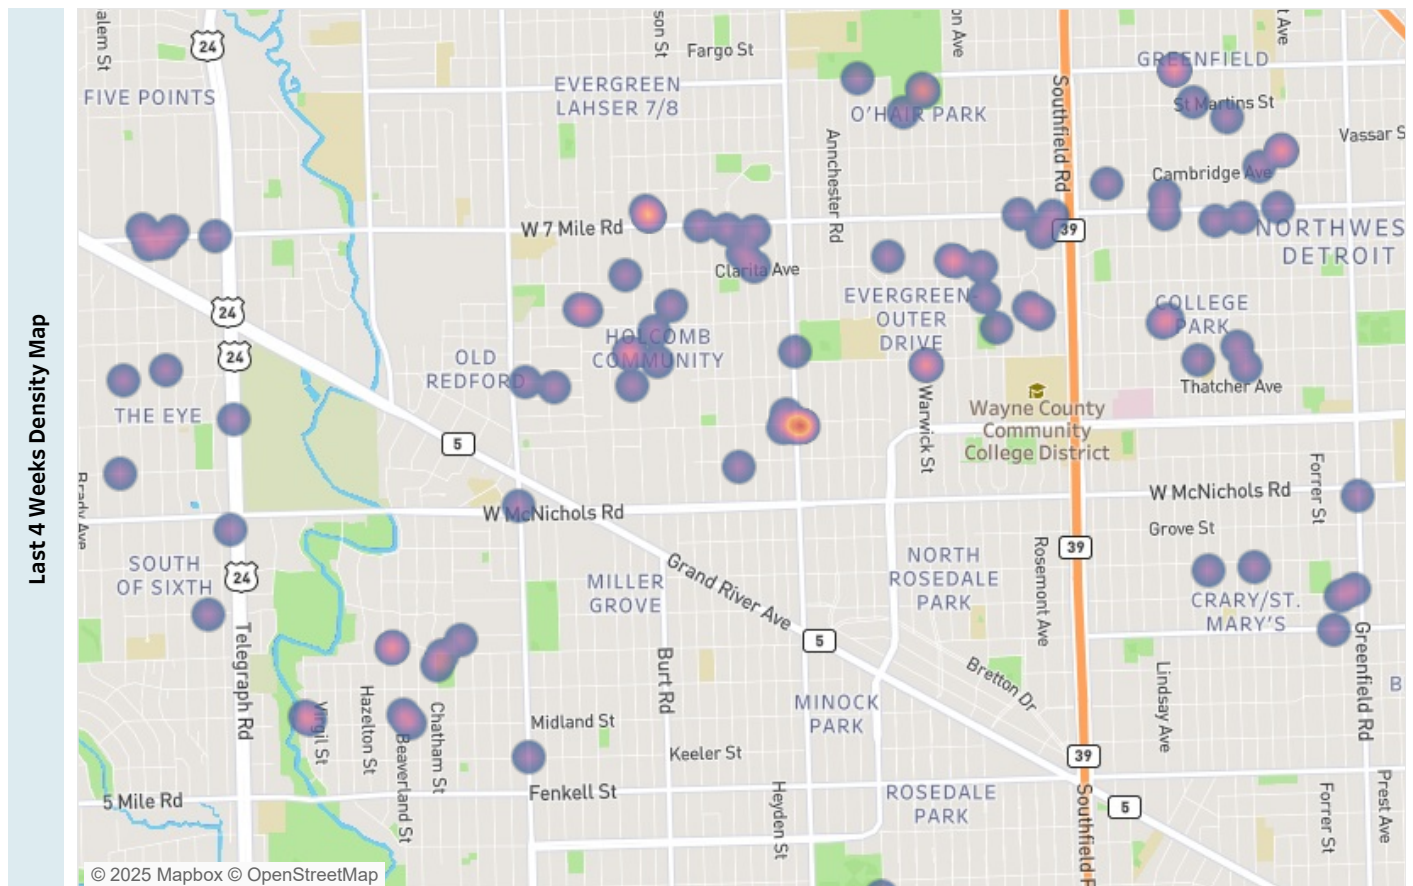 Last 4 Weeks Density Map
24
Fargo St
GREENFIELD
EVERGREEN
LAHSER 7/8
FIVE POINTS
Southfield Rd
St Martins St
O'HAIR PARK
Vassar S
Annchester Rd
Cambridge Ave
W 7 Mile Rd
39
NORTHWES
DETROIT
Clarita Ave
EVERGREEN-
OUTER
DRIVE
COLLEGE
PARK
24
HOLCOMB
COMMUNITY
24
OLD
REDFORD
Thatcher Ave
THE EYE
Warwick St
Wayne County
Community
College District
5
Forrer St
Brady Ave
W McNichols Rd
W McNichols Rd
Grove St
39
SOUTH
OF SIXTH
24
MILLER
GROVE
Grand River Ave
NORTH
ROSEDALE
PARK
Rosemont Ave
CRARY/ST.
MARY'S
5
Telegraph Rd
Burt Rd
Bretton Dr
Lindsay Ave
Greenfield Rd
B
Virgil St
Hazelton St
Beaverland St
Chatham St
Midland St
MINOCK
PARK
Keeler St
39
5 Mile Rd
Fenkell St
Heyden St
ROSEDALE
PARK
Southfield
5
Forrer St
Prest Ave
© 2025 Mapbox © OpenStreetMap